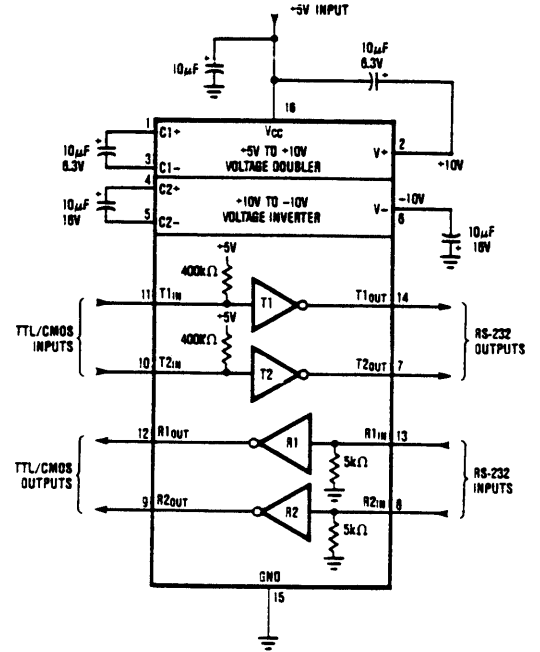 +5V INPUT
10µF
10µF
6.3V
16
VCC
1
C1+
10µF
6.3V
3
C1-
+5V TO +10V
VOLTAGE DOUBLER
V+
2
+10V
4
C2+
10µF
16V
5
C2-
+10V TO -10V
VOLTAGE INVERTER
V-
-10V
6
10µF
16V
+5V
400kΩ
11
T1IN
T1
T1OUT
14
+5V
400KΩ
TTL/CMOS
INPUTS
10
T2IN
T2
T2OUT
7
RS-232
OUTPUTS
12
R1OUT
R1
R1IN
13
5kΩ
TTL/CMOS
OUTPUTS
9
R2OUT
R2
R2IN
8
5kΩ
RS-232
INPUTS
GND
15